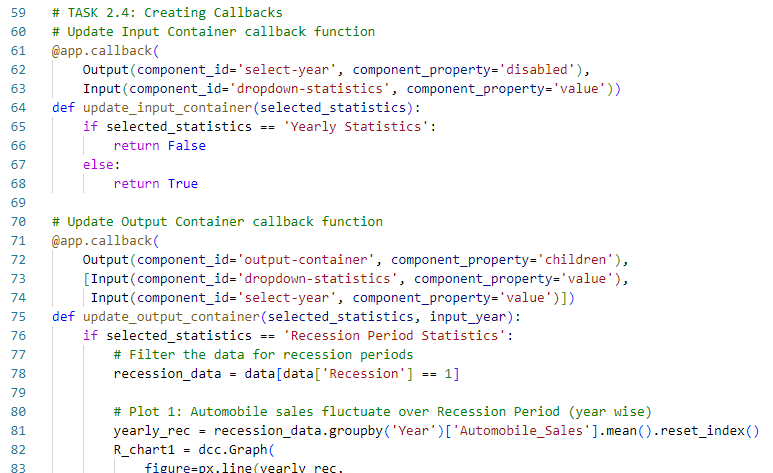 59 # TASK 2.4: Creating Callbacks
60 # Update Input Container callback function
61 @app.callback(
62     Output(component_id='select-year', component_property='disabled'),
63     Input(component_id='dropdown-statistics', component_property='value'))
64 def update_input_container(selected_statistics):
65     if selected_statistics == 'Yearly Statistics':
66         return False
67     else:
68         return True
69
70 # Update Output Container callback function
71 @app.callback(
72     Output(component_id='output-container', component_property='children'),
73     [Input(component_id='dropdown-statistics', component_property='value'),
74      Input(component_id='select-year', component_property='value')])
75 def update_output_container(selected_statistics, input_year):
76     if selected_statistics == 'Recession Period Statistics':
77         # Filter the data for recession periods
78         recession_data = data[data['Recession'] == 1]
79
80         # Plot 1: Automobile sales fluctuate over Recession Period (year wise)
81         yearly_rec = recession_data.groupby('Year')['Automobile_Sales'].mean().reset_index()
82         R_chart1 = dcc.Graph(
83             figure=px.line(yearly_rec,